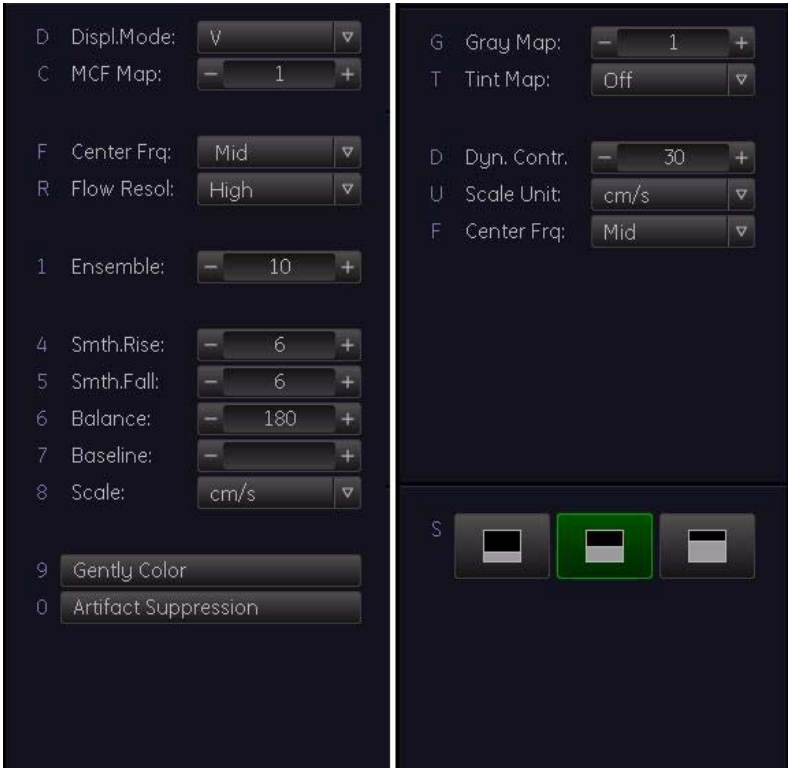 D Displ.Mode: V
C MCF Map: − 1 +
F Center Frq: Mid
R Flow Resol: High
1 Ensemble: − 10 +
4 Smth.Rise: − 6 +
5 Smth.Fall: − 6 +
6 Balance: − 180 +
7 Baseline: − +
8 Scale: cm/s
9 Gently Color
0 Artifact Suppression
G Gray Map: − 1 +
T Tint Map: Off
D Dyn. Contr. − 30 +
U Scale Unit: cm/s
F Center Frq: Mid
S